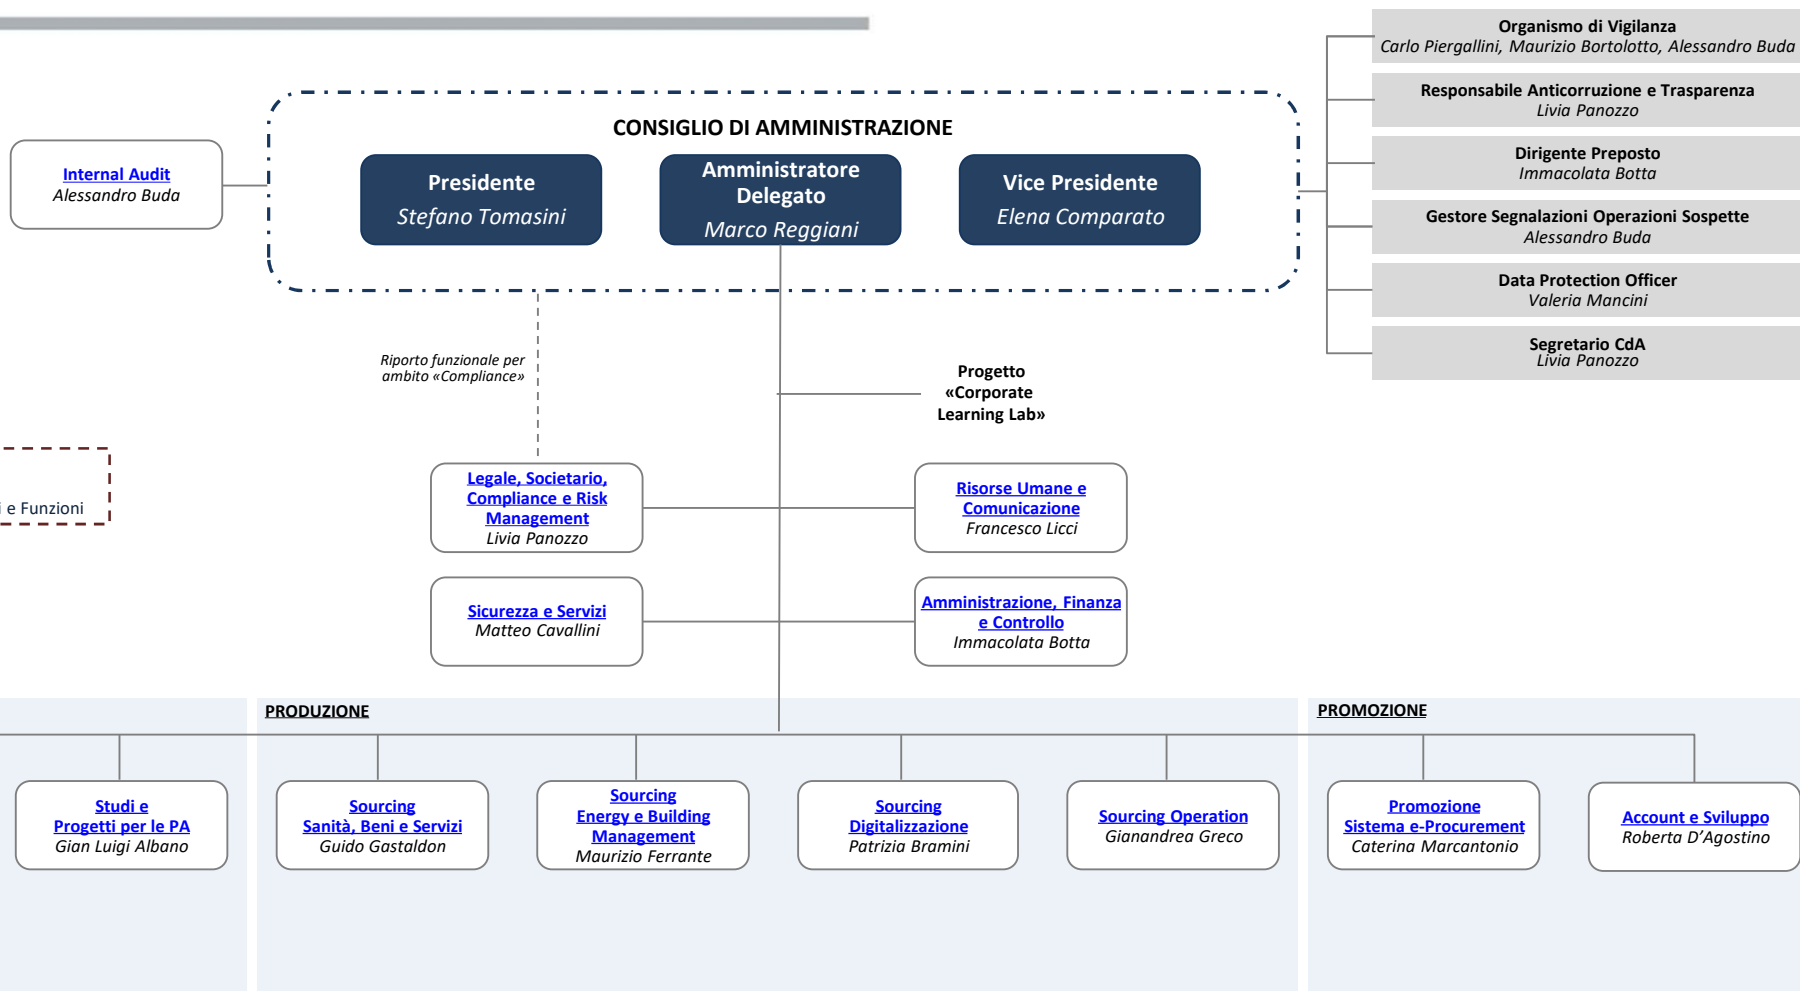 Organismo di Vigilanza
Carlo Piergallini, Maurizio Bortolotto, Alessandro Buda
Responsabile Anticorruzione e Trasparenza
Livia Panozzo
Dirigente Preposto
Immacolata Botta
Gestore Segnalazioni Operazioni Sospette
Alessandro Buda
Data Protection Officer
Valeria Mancini
Segretario CdA
Livia Panozzo
CONSIGLIO DI AMMINISTRAZIONE
Internal Audit
Alessandro Buda
Presidente
Stefano Tomasini
Amministratore
Delegato
Marco Reggiani
Vice Presidente
Elena Comparato
Riporto funzionale per
ambito «Compliance»
Progetto
«Corporate
Learning Lab»
e Funzioni
Legale, Societario,
Compliance e Risk
Management
Livia Panozzo
Risorse Umane e
Comunicazione
Francesco Licci
Sicurezza e Servizi
Matteo Cavallini
Amministrazione, Finanza
e Controllo
Immacolata Botta
PRODUZIONE
PROMOZIONE
Studi e
Progetti per le PA
Gian Luigi Albano
Sourcing
Sanità, Beni e Servizi
Guido Gastaldon
Sourcing
Energy e Building
Management
Maurizio Ferrante
Sourcing
Digitalizzazione
Patrizia Bramini
Sourcing Operation
Gianandrea Greco
Promozione
Sistema e-Procurement
Caterina Marcantonio
Account e Sviluppo
Roberta D’Agostino